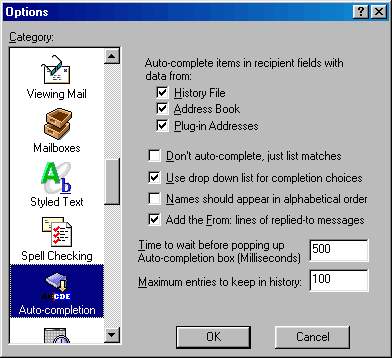 Options
Category:
Viewing Mail
Mailboxes
Styled Text
Spell Checking
Auto-completion
Auto-complete items in recipient fields with
data from:
History File
Address Book
Plug-in Addresses
Don't auto-complete, just list matches
Use drop down list for completion choices
Names should appear in alphabetical order
Add the From: lines of replied-to messages
Time to wait before popping up
Auto-completion box (Milliseconds)
500
Maximum entries to keep in history:
100
OK
Cancel